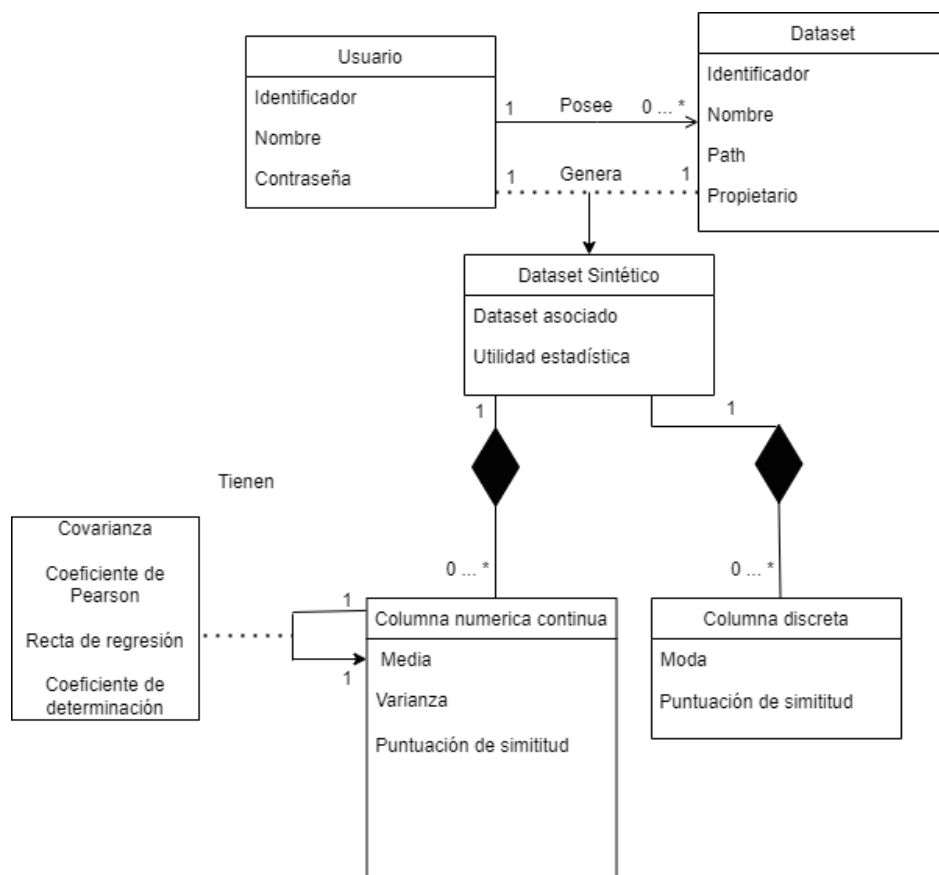 Usuario
Identificador
Nombre
Contraseña
Dataset
Identificador
Nombre
Path
Propietario
1 Posee 0 ... *
1 Genera 1
Dataset Sintético
Dataset asociado
Utilidad estadística
1
1
Tienen
0 ... *
0 ... *
Covarianza
Coeficiente de
Pearson
Recta de regresión
Coeficiente de
determinación
1
1
Columna numerica continua
Media
Varianza
Puntuación de simititud
Columna discreta
Moda
Puntuación de simititud